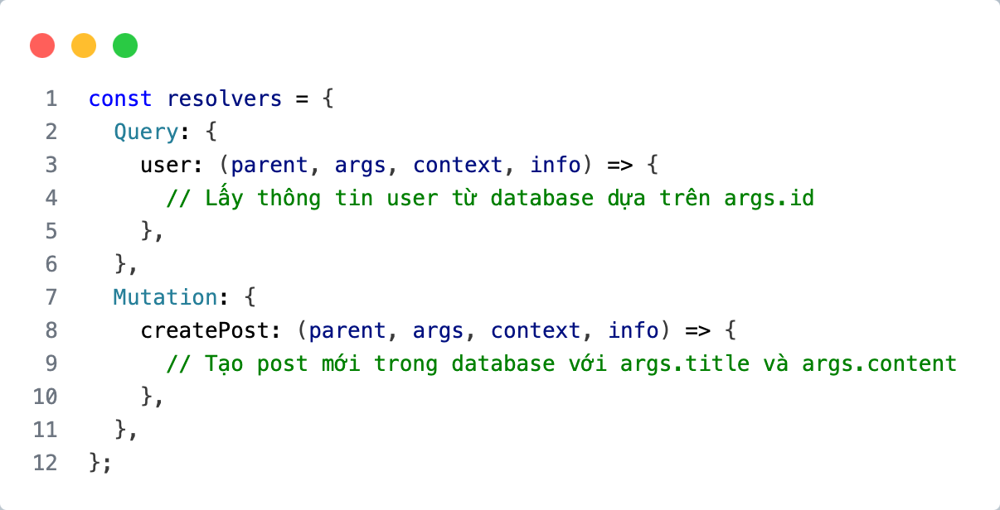 1 const resolvers = {
2   Query: {
3     user: (parent, args, context, info) => {
4       // Lấy thông tin user từ database dựa trên args.id
5     },
6   },
7   Mutation: {
8     createPost: (parent, args, context, info) => {
9       // Tạo post mới trong database với args.title và args.content
10     },
11   },
12 };